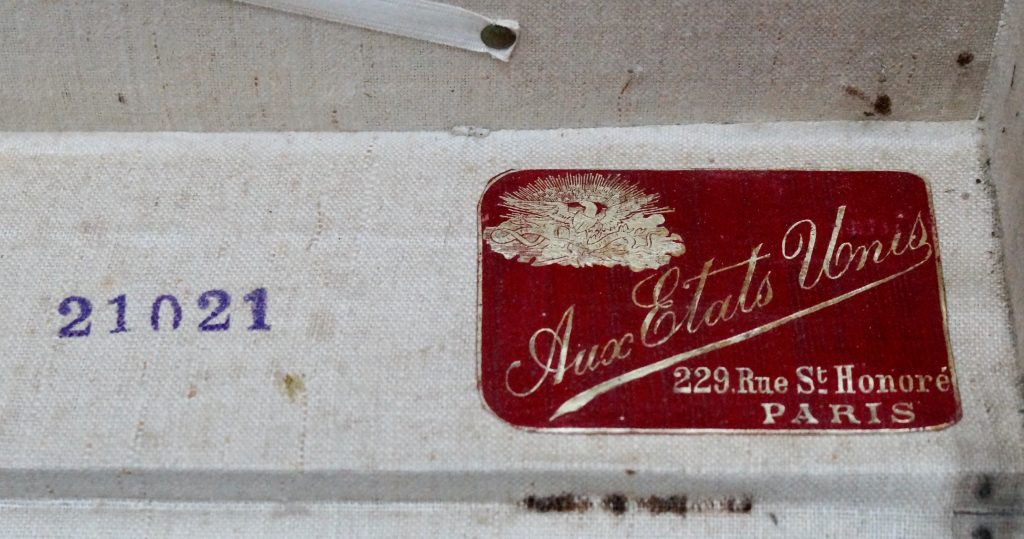 21021
Aux Etats Unis
229. Rue St Honoré
PARIS